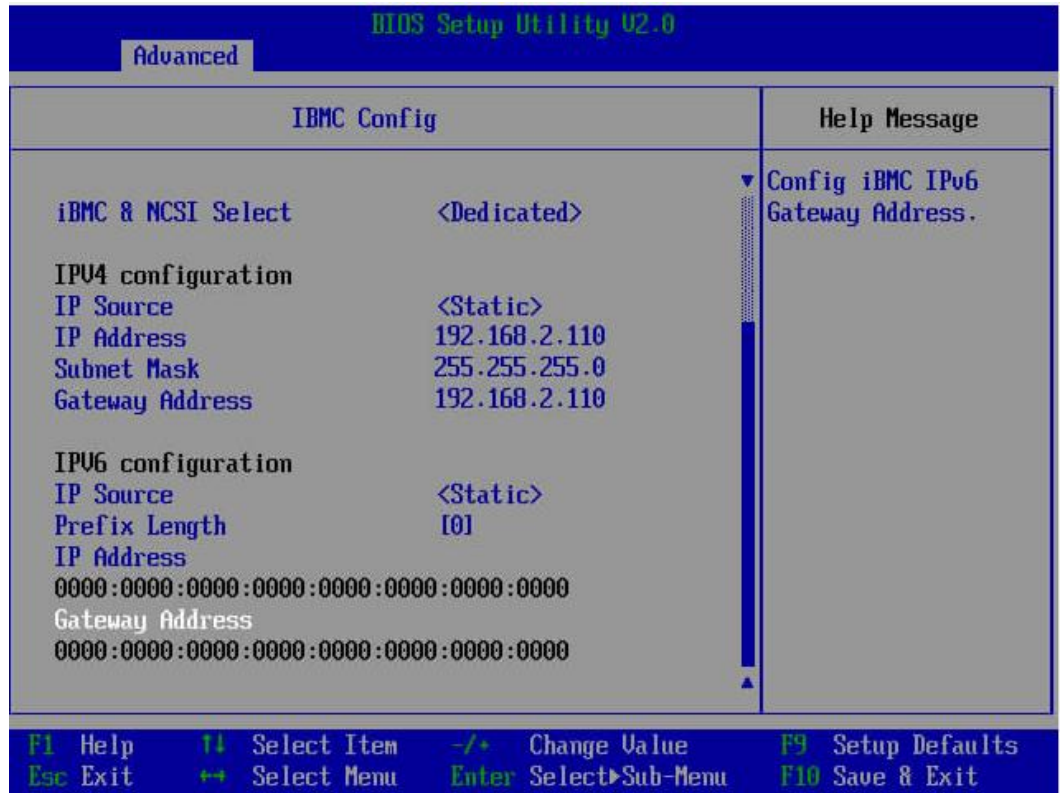 BIOS Setup Utility V2.0
Advanced
IBMC Config
Help Message
iBMC & NCSI Select <Dedicated>
IPV4 configuration
IP Source <Static>
IP Address 192.168.2.110
Subnet Mask 255.255.255.0
Gateway Address 192.168.2.110
IPV6 configuration
IP Source <Static>
Prefix Length [0]
IP Address
0000:0000:0000:0000:0000:0000:0000:0000
Gateway Address
0000:0000:0000:0000:0000:0000:0000:0000
Config iBMC IPv6
Gateway Address.
F1 Help ↑↓ Select Item -/+ Change Value F9 Setup Defaults
Esc Exit ←→ Select Menu Enter Select▶Sub-Menu F10 Save & Exit